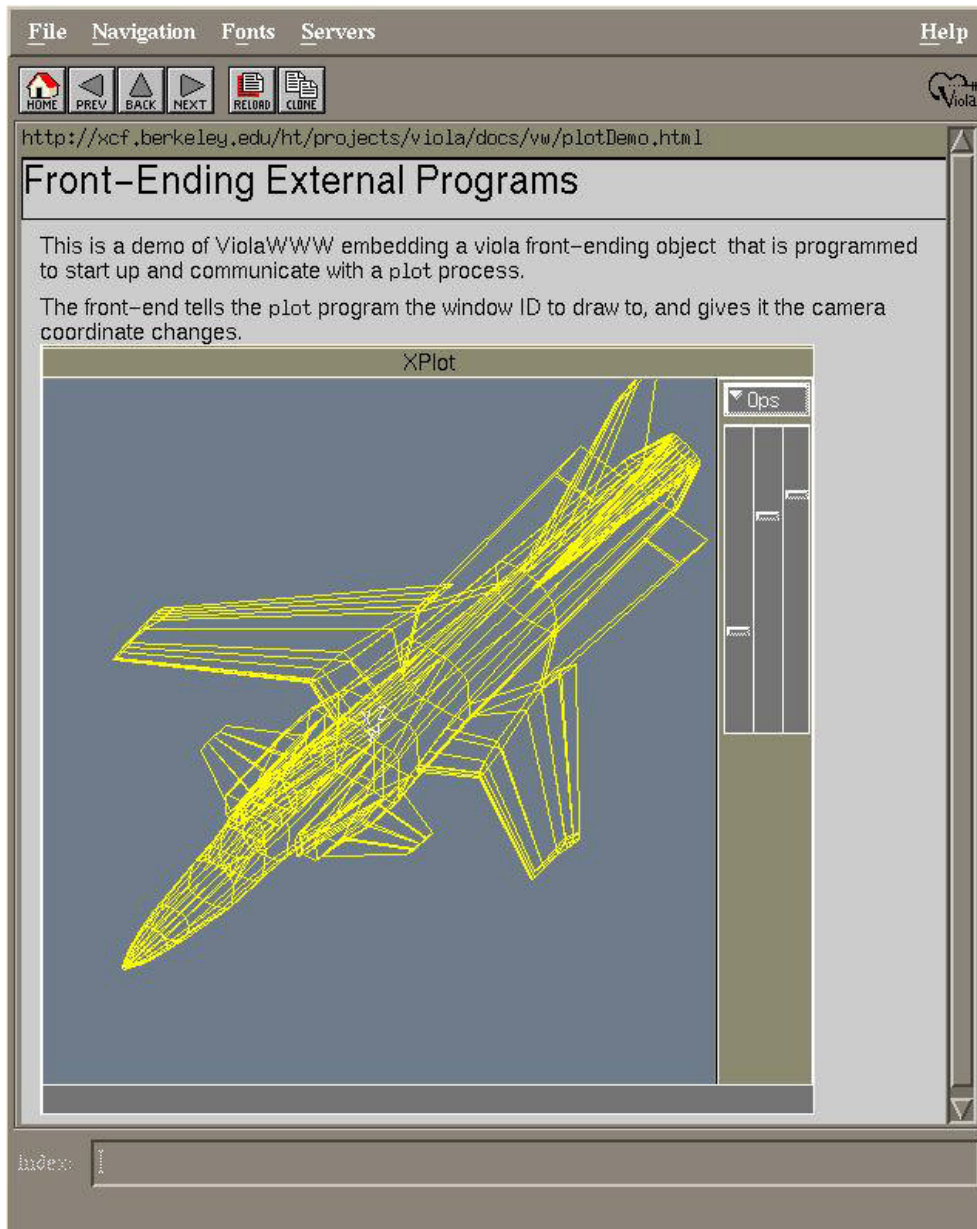 File Navigation Fonts Servers Help
HOME PREV BACK NEXT RELOAD CLONE Viola
http://xcf.berkeley.edu/ht/projects/viola/docs/vw/plotDemo.html
Front-Ending External Programs
This is a demo of ViolaWWW embedding a viola front-ending object that is programmed
to start up and communicate with a plot process.
The front-end tells the plot program the window ID to draw to, and gives it the camera
coordinate changes.
XPlot
Ops
Index: